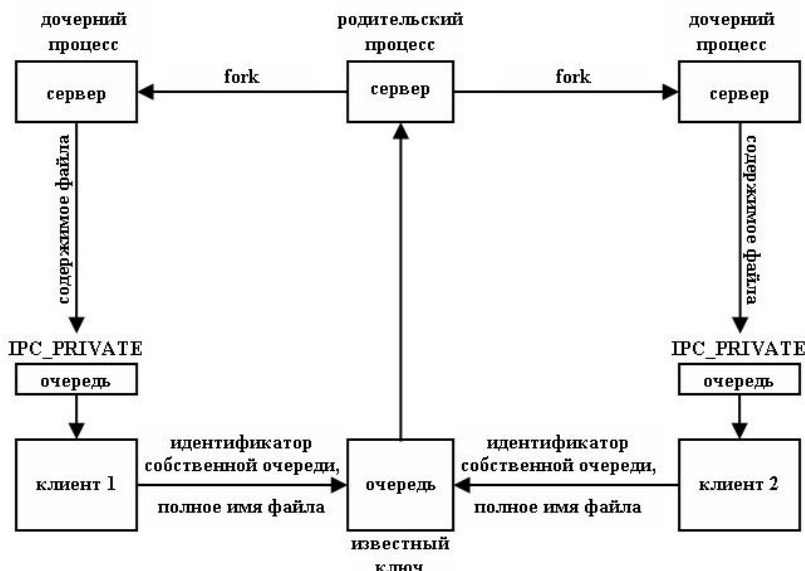 дочерний
процесс
родительский
процесс
дочерний
процесс
сервер
fork
сервер
fork
сервер
содержимое файла
содержимое файла
IPC_PRIVATE
IPC_PRIVATE
очередь
очередь
клиент 1
идентификатор
собственной очереди,
полное имя файла
очередь
идентификатор
собственной очереди,
полное имя файла
клиент 2
известный
ключ